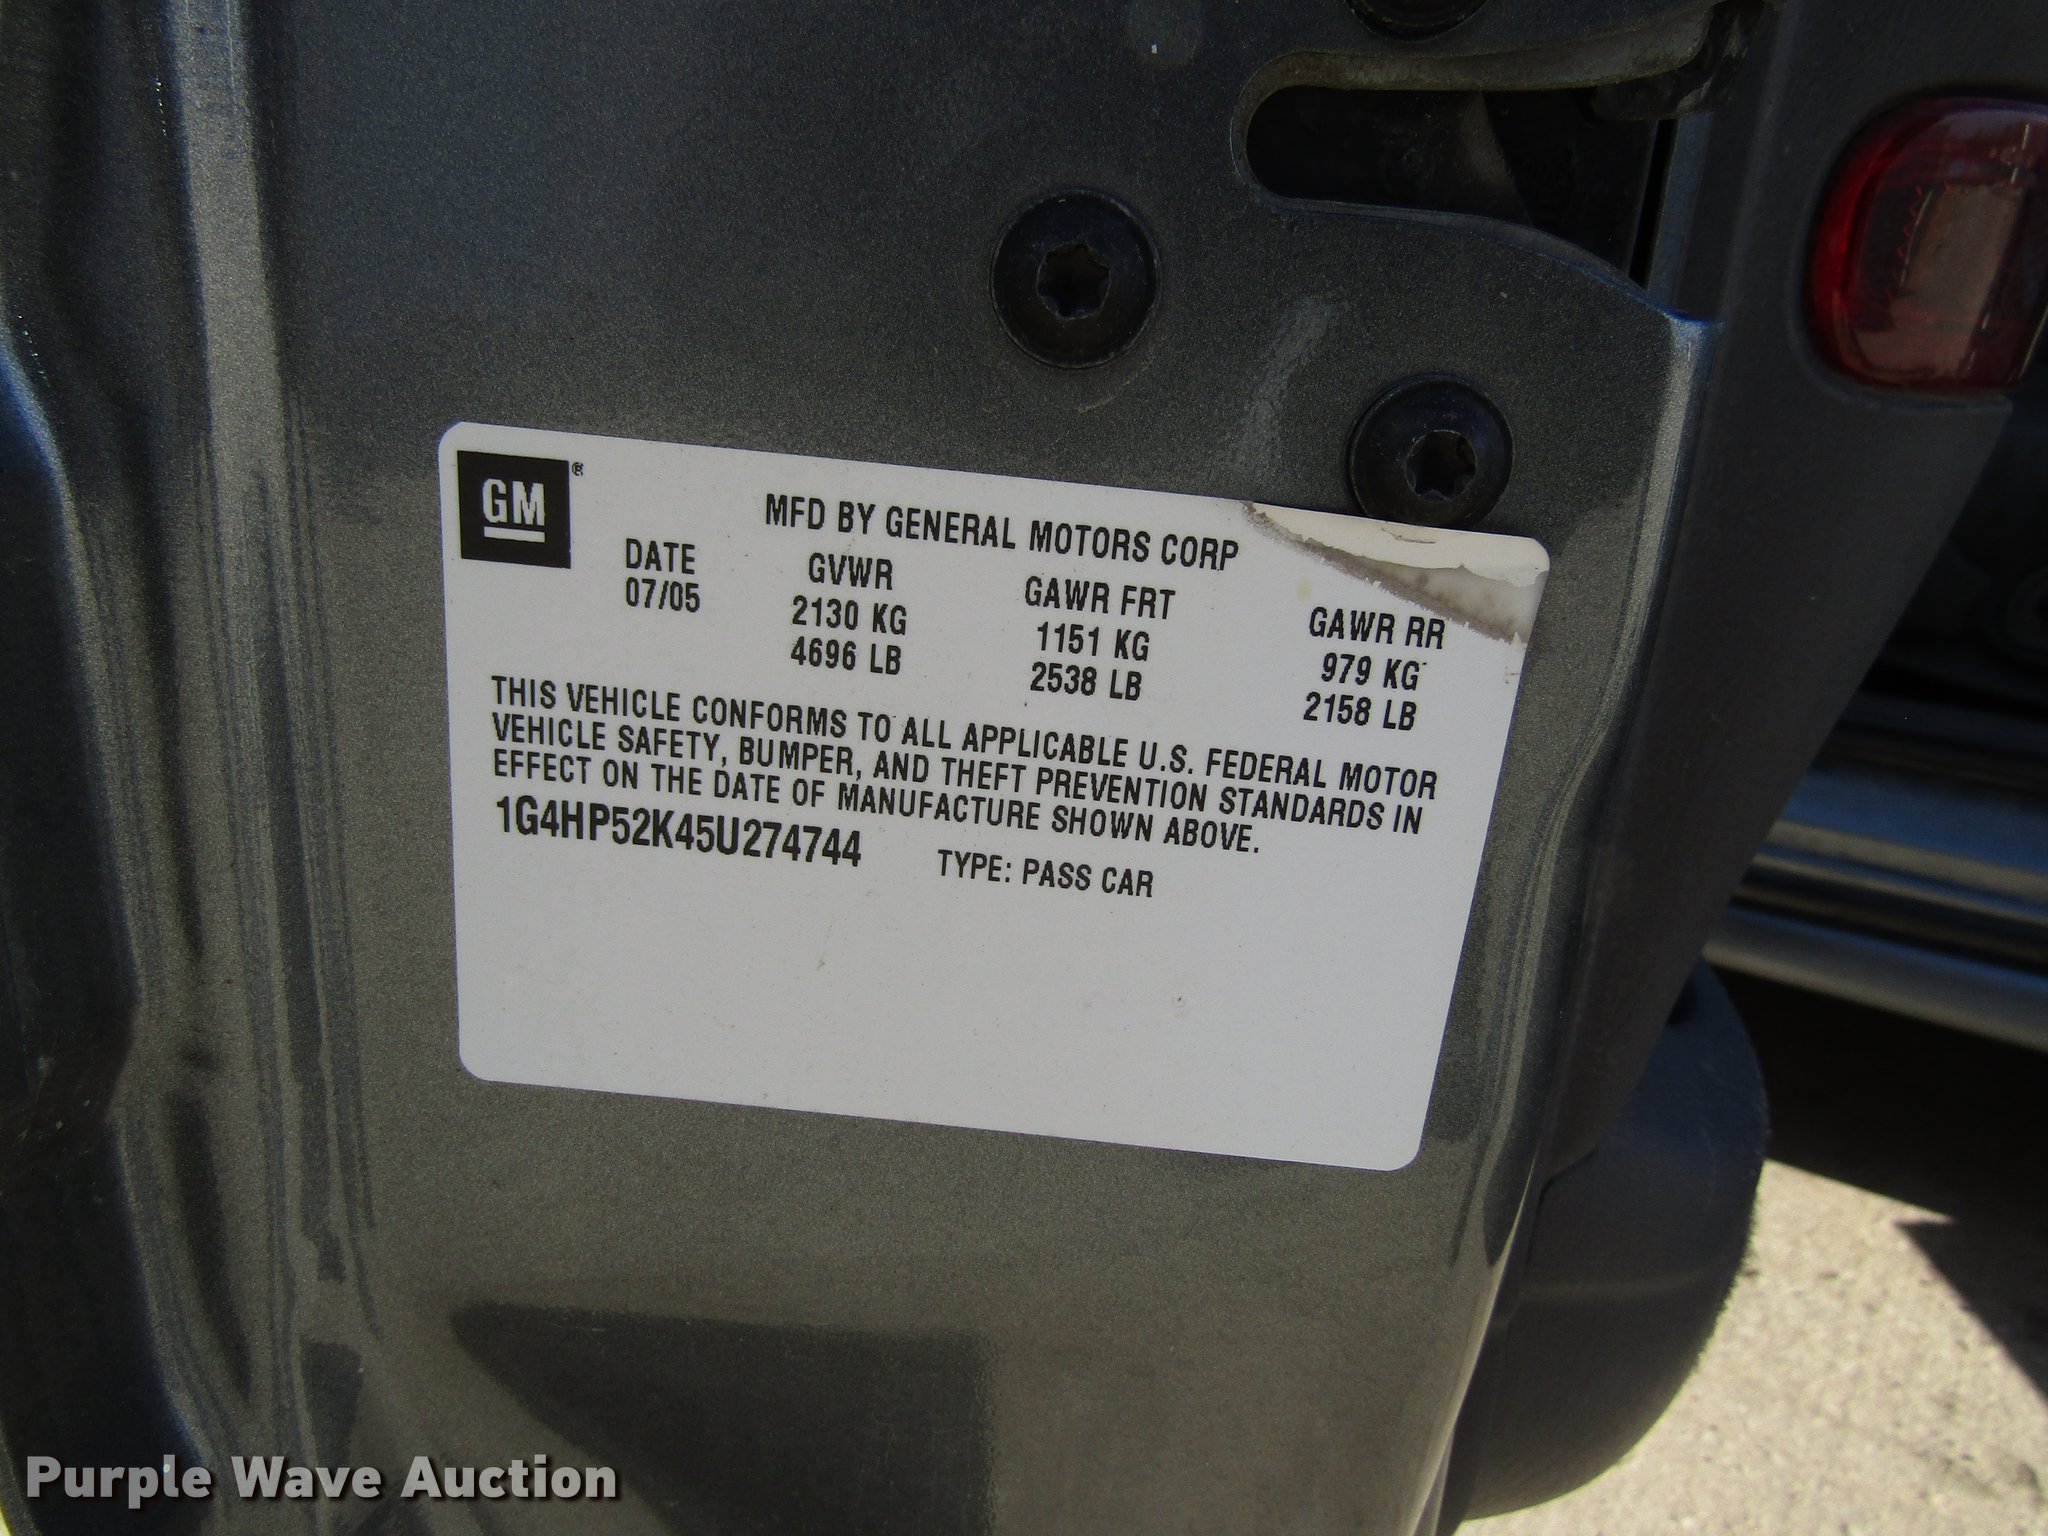 GM®
MFD BY GENERAL MOTORS CORP
DATE GVWR GAWR FRT GAWR RR
07/05 2130 KG 1151 KG 979 KG
4696 LB 2538 LB 2158 LB
THIS VEHICLE CONFORMS TO ALL APPLICABLE U.S. FEDERAL MOTOR
VEHICLE SAFETY, BUMPER, AND THEFT PREVENTION STANDARDS IN
EFFECT ON THE DATE OF MANUFACTURE SHOWN ABOVE.
1G4HP52K45U274744 TYPE: PASS CAR
Purple Wave Auction